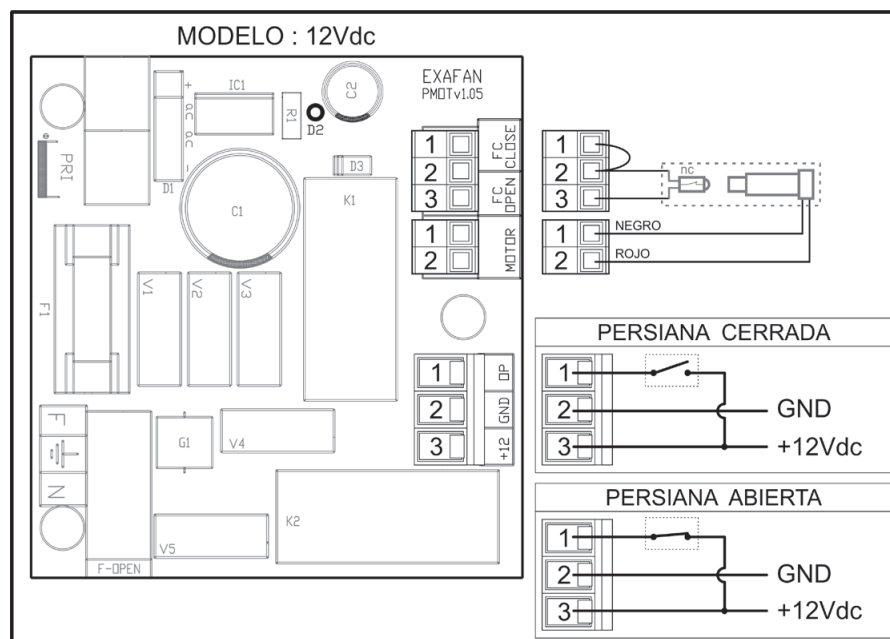 MODELO : 12Vdc
EXAFAN
PMOTv1.05
+ ac ac -
D1
IC1
R1
D2
C2
PRI
D3
C1
K1
FC CLOSE
FC OPEN
1
2
3
MOTOR
1
2
F1
V1
V2
V3
OP
GND
+12
1
2
3
F
N
G1
V4
V5
K2
F-OPEN
1
2
3
nc
1
2
NEGRO
ROJO
PERSIANA CERRADA
1
2
3
GND
+12Vdc
PERSIANA ABIERTA
1
2
3
GND
+12Vdc